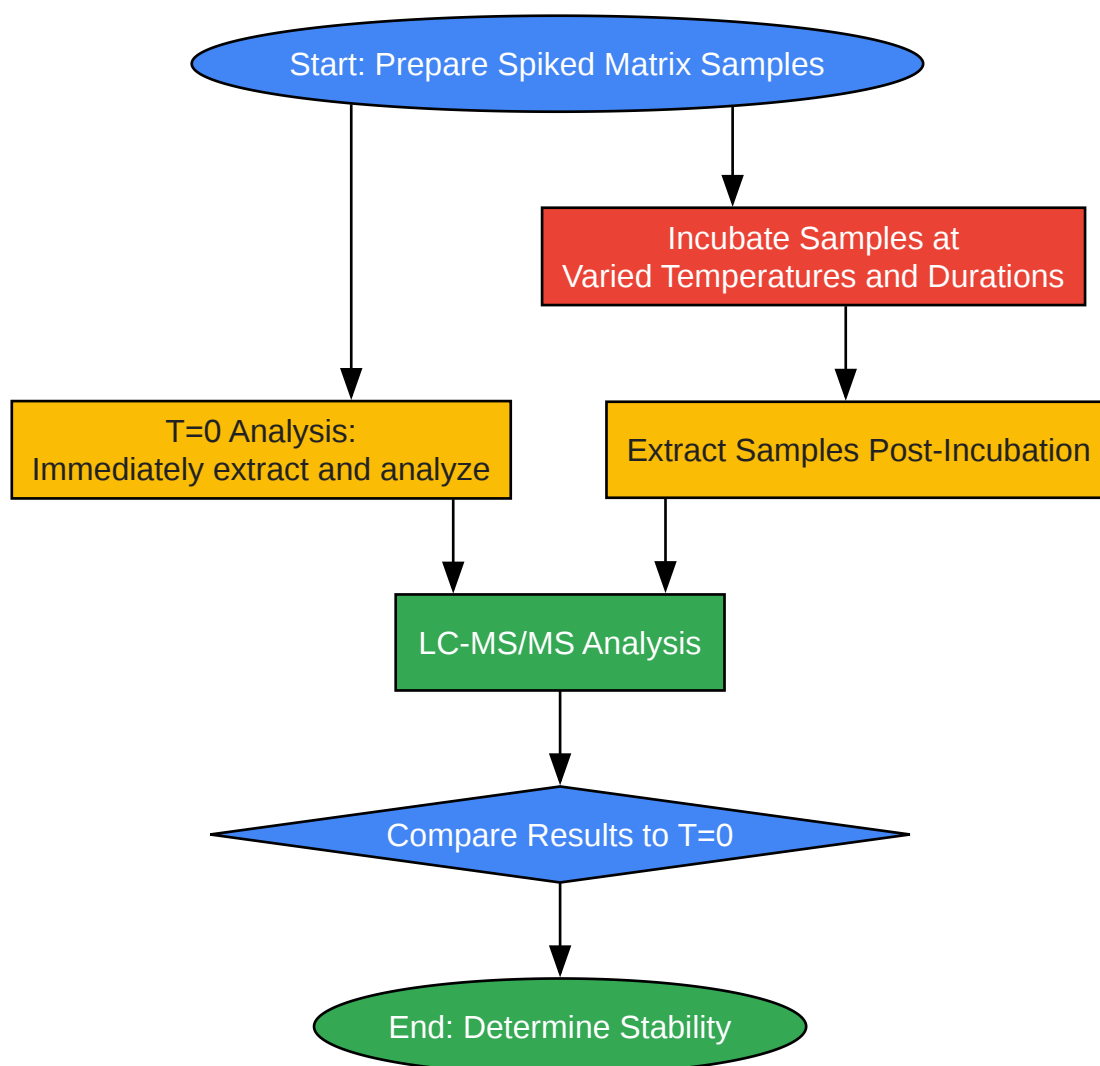 Start: Prepare Spiked Matrix Samples
Incubate Samples at
Varied Temperatures and Durations
T=0 Analysis:
Immediately extract and analyze
Extract Samples Post-Incubation
LC-MS/MS Analysis
Compare Results to T=0
End: Determine Stability